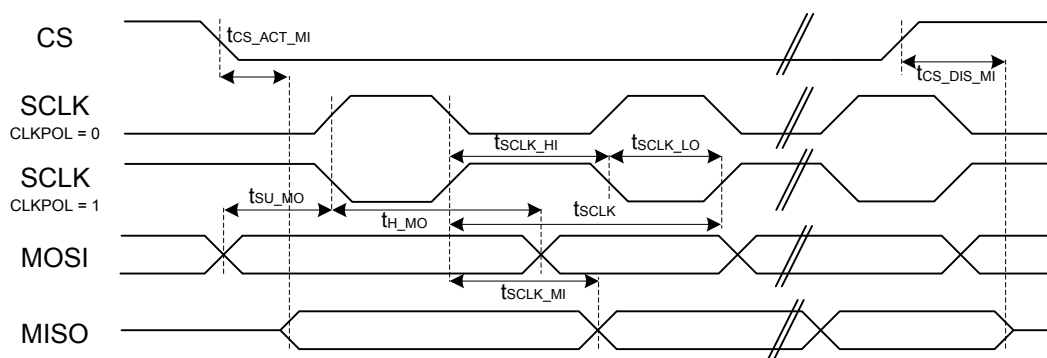 CS
tCS_ACT_MI
tCS_DIS_MI
SCLK
CLKPOL = 0
tSCLK_HI
tSCLK_LO
SCLK
CLKPOL = 1
tSU_MO
tH_MO
tSCLK
MOSI
tSCLK_MI
MISO